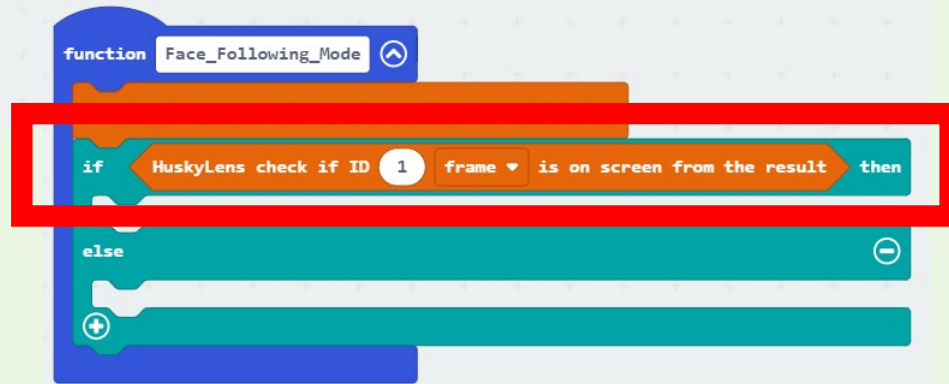 function Face_Following_Mode
if HuskyLens check if ID 1 frame is on screen from the result then
else